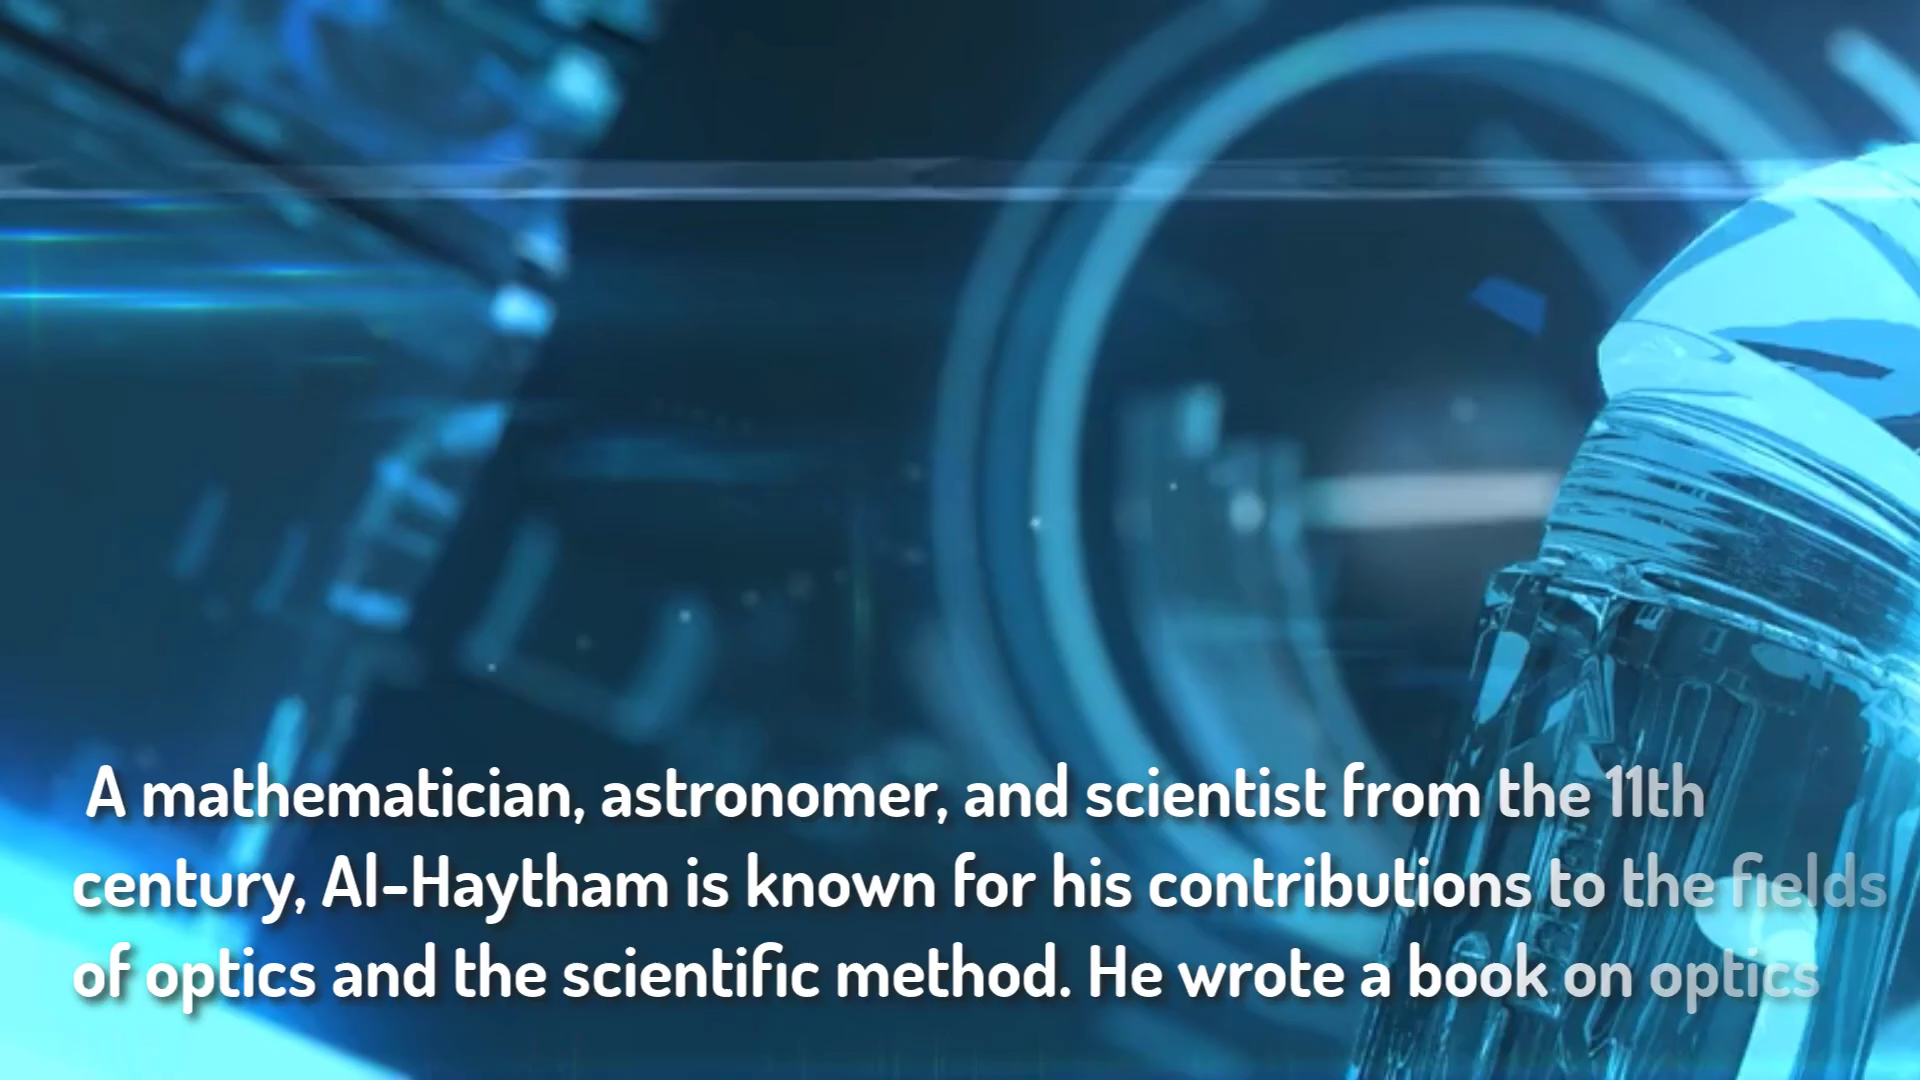 A mathematician, astronomer, and scientist from the 11th
century, Al-Haytham is known for his contributions to the fields
of optics and the scientific method. He wrote a book on optics